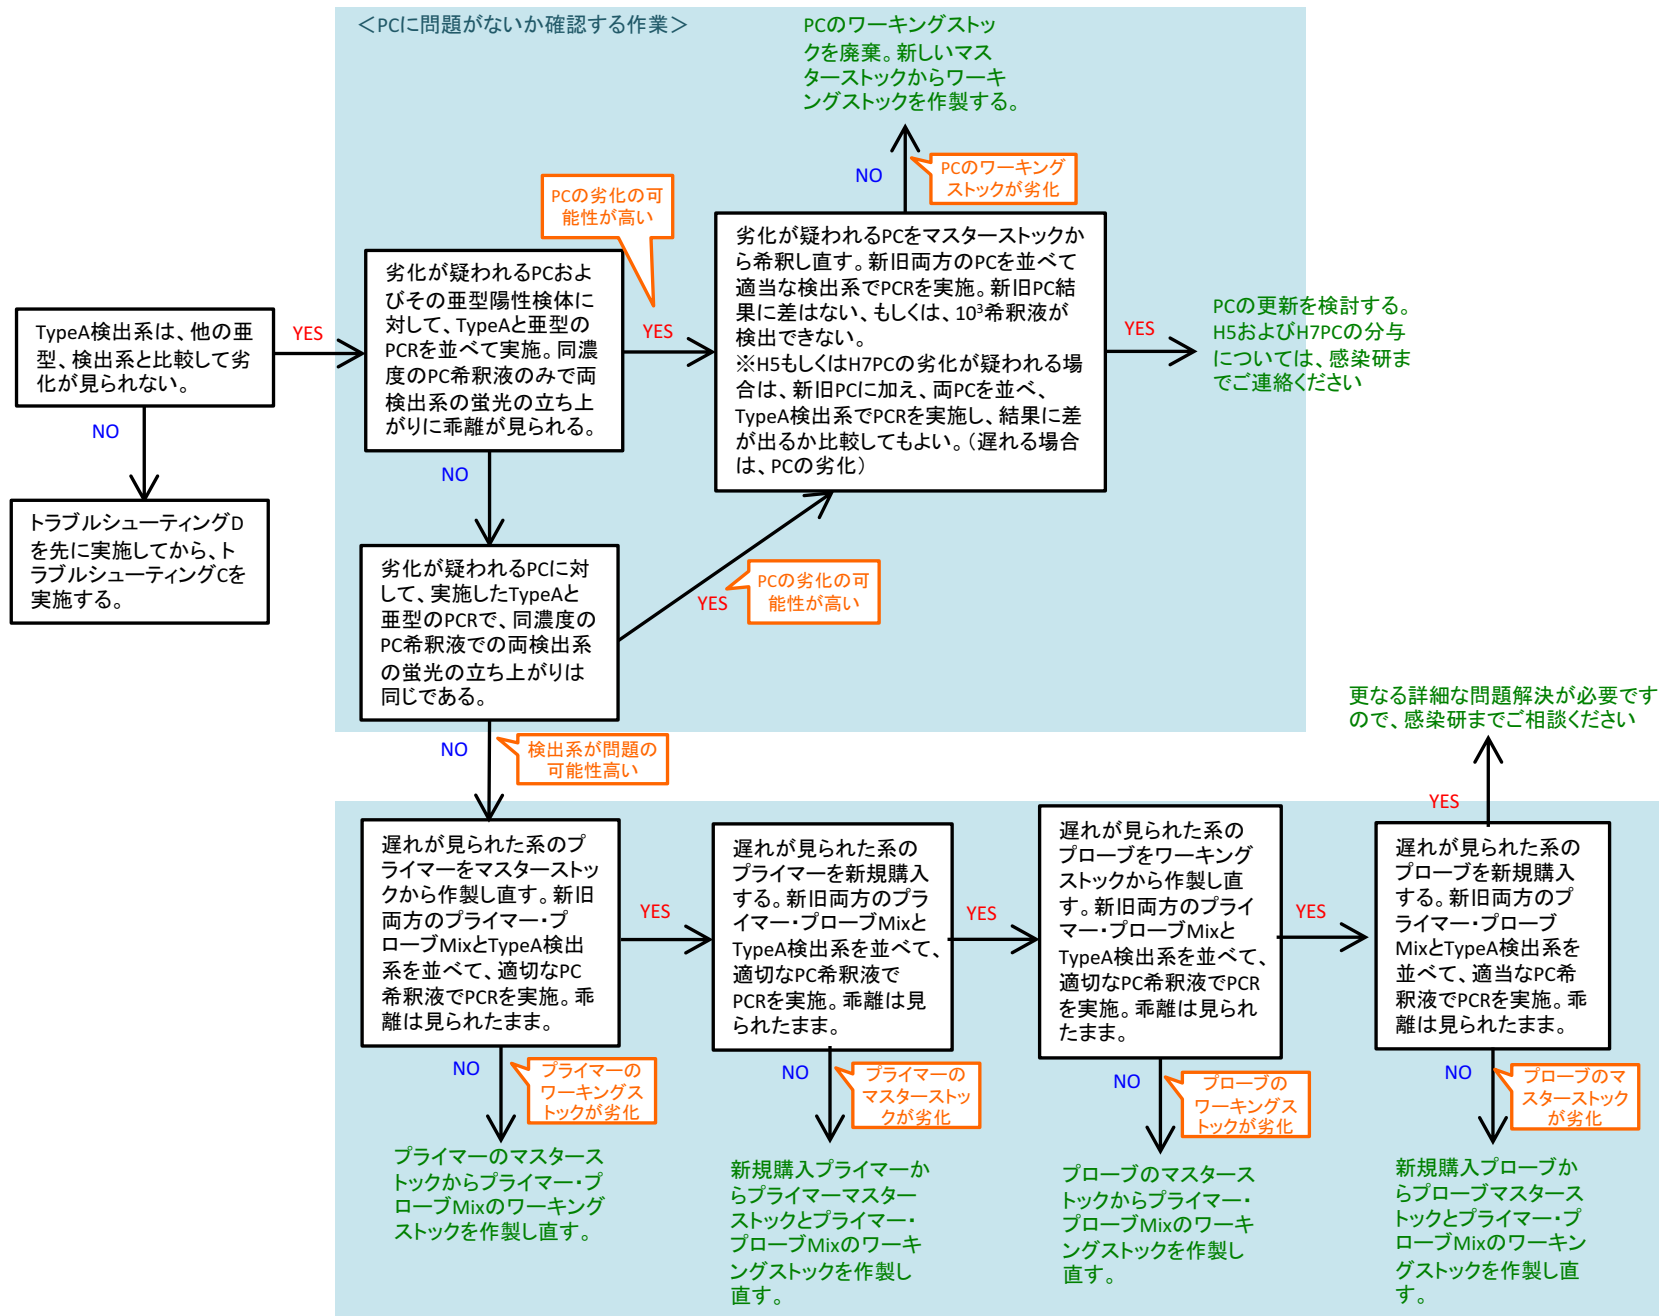 ＜PCに問題がないか確認する作業＞
PCのワーキングストッ
クを廃棄。新しいマス
ターストックからワーキ
ングストックを作製する。
NO
PCのワーキング
ストックが劣化
PCの劣化の可
能性が高い
TypeA検出系は、他の亜
型、検出系と比較して劣
化が見られない。
YES
NO
トラブルシューティングD
を先に実施してから、ト
ラブルシューティングCを
実施する。
劣化が疑われるPCおよ
びその亜型陽性検体に
対して、TypeAと亜型の
PCRを並べて実施。同濃
度のPC希釈液のみで両
検出系の蛍光の立ち上
がりに乖離が見られる。
YES
NO
劣化が疑われるPCをマスターストックか
ら希釈し直す。新旧両方のPCを並べて
適当な検出系でPCRを実施。新旧PC結
果に差はない、もしくは、10³希釈液が
検出できない。
※H5もしくはH7PCの劣化が疑われる場
合は、新旧PCに加え、両PCを並べ、
TypeA検出系でPCRを実施し、結果に差
が出るか比較してもよい。（遅れる場合
は、PCの劣化）
YES
PCの更新を検討する。
H5およびH7PCの分与
については、感染研ま
でご連絡ください
劣化が疑われるPCに対
して、実施したTypeAと
亜型のPCRで、同濃度の
PC希釈液での両検出系
の蛍光の立ち上がりは
同じである。
YES
PCの劣化の可
能性が高い
NO
検出系が問題の
可能性高い
更なる詳細な問題解決が必要です
ので、感染研までご相談ください
YES
遅れが見られた系のプ
ライマーをマスターストッ
クから作製し直す。新旧
両方のプライマー・プ
ローブMixとTypeA検出
系を並べて、適切なPC
希釈液でPCRを実施。乖
離は見られたまま。
YES
遅れが見られた系の
プライマーを新規購入
する。新旧両方のプラ
イマー・プローブMixと
TypeA検出系を並べて、
適切なPC希釈液で
PCRを実施。乖離は見
られたまま。
YES
遅れが見られた系の
プローブをワーキング
ストックから作製し直
す。新旧両方のプライ
マー・プローブMixと
TypeA検出系を並べて、
適切なPC希釈液でPCR
を実施。乖離は見られ
たまま。
YES
遅れが見られた系の
プローブを新規購入
する。新旧両方のプ
ライマー・プローブ
MixとTypeA検出系を
並べて、適当なPC希
釈液でPCRを実施。乖
離は見られたまま。
NO
プライマーの
ワーキングス
トックが劣化
NO
プライマーの
マスターストッ
クが劣化
NO
プローブの
ワーキングス
トックが劣化
NO
プローブのマ
スターストック
が劣化
プライマーのマスタース
トックからプライマー・プ
ローブMixのワーキング
ストックを作製し直す。
新規購入プライマーか
らプライマーマスター
ストックとプライマー・
プローブMixのワーキ
ングストックを作製し
直す。
プローブのマスタース
トックからプライマー・
プローブMixのワーキ
ングストックを作製し
直す。
新規購入プローブか
らプローブマスタース
トックとプライマー・プ
ローブMixのワーキン
グストックを作製し直
す。